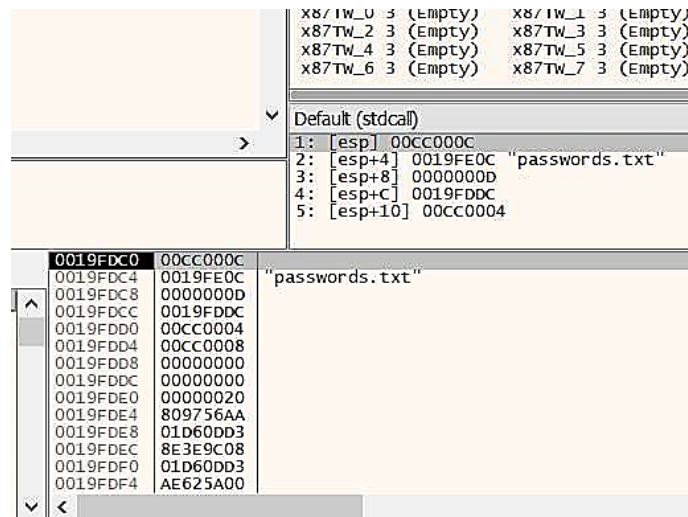 x87TW_0 3 (Empty) x87TW_1 3 (Empty)
x87TW_2 3 (Empty) x87TW_3 3 (Empty)
x87TW_4 3 (Empty) x87TW_5 3 (Empty)
x87TW_6 3 (Empty) x87TW_7 3 (Empty)
Default (stdcall)
1: [esp] 00CC000C
2: [esp+4] 0019FE0C "passwords.txt"
3: [esp+8] 0000000D
4: [esp+C] 0019FDDC
5: [esp+10] 00CC0004
0019FDC0 00CC000C
0019FDC4 0019FE0C "passwords.txt"
0019FDC8 0000000D
0019FDCC 0019FDDC
0019FDD0 00CC0004
0019FDD4 00CC0008
0019FDD8 00000000
0019FDDC 00000000
0019FDE0 00000020
0019FDE4 809756AA
0019FDE8 01D60DD3
0019FDEC 8E3E9C08
0019FDF0 01D60DD3
0019FDF4 AE625A00